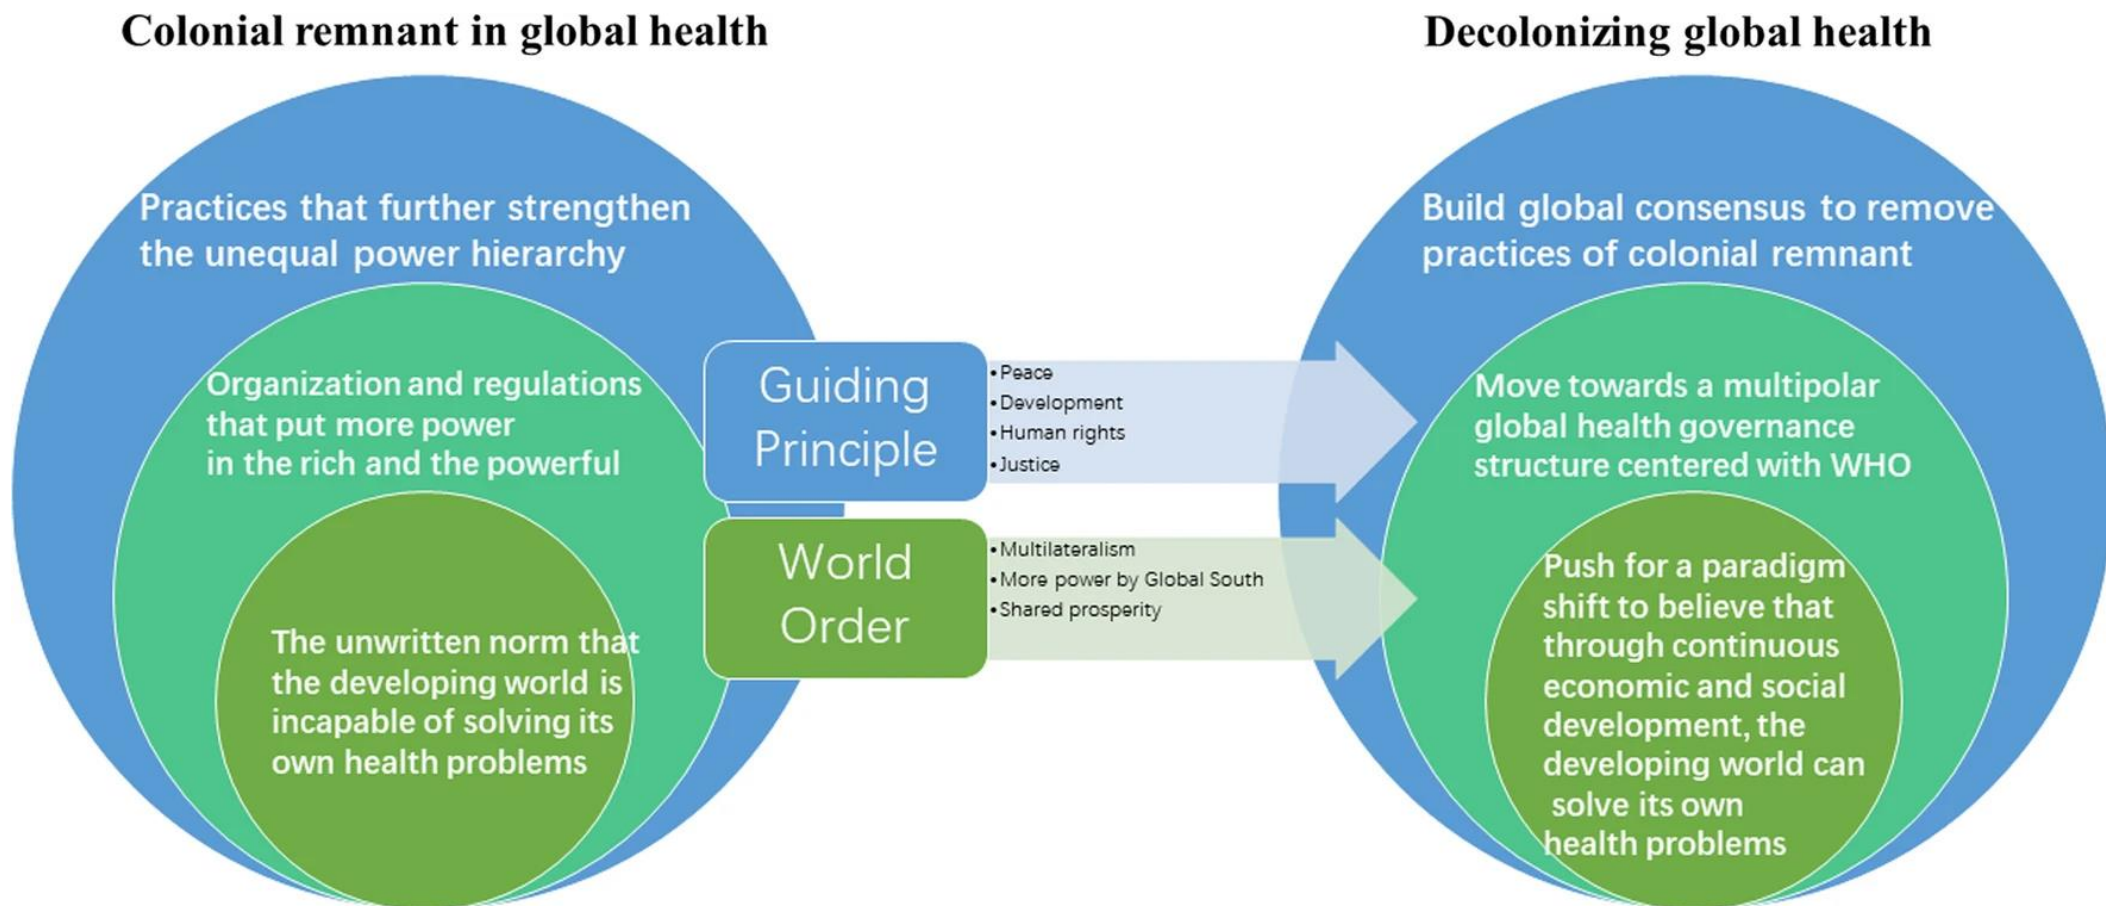 Colonial remnant in global health
Decolonizing global health
Practices that further strengthen
the unequal power hierarchy
Organization and regulations
that put more power
in the rich and the powerful
The unwritten norm that
the developing world is
incapable of solving its
own health problems
Guiding
Principle
•Peace
•Development
•Human rights
•Justice
World
Order
•Multilateralism
•More power by Global South
•Shared prosperity
Build global consensus to remove
practices of colonial remnant
Move towards a multipolar
global health governance
structure centered with WHO
Push for a paradigm
shift to believe that
through continuous
economic and social
development, the
developing world can
solve its own
health problems